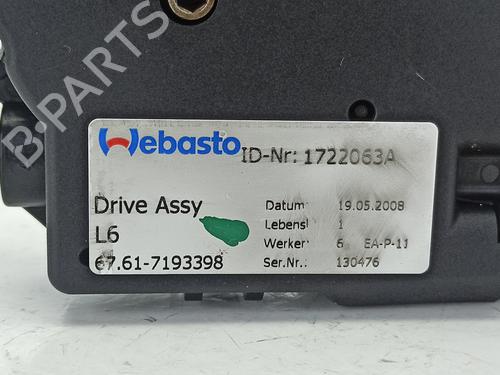 B-PARTS
Webasto ID-Nr: 1722063A
Drive Assy
L6
67.61-7193398
Datum: 19.05.2008
Lebens 1
Werker: 6 EA-P-11
Ser.Nr.: 130476